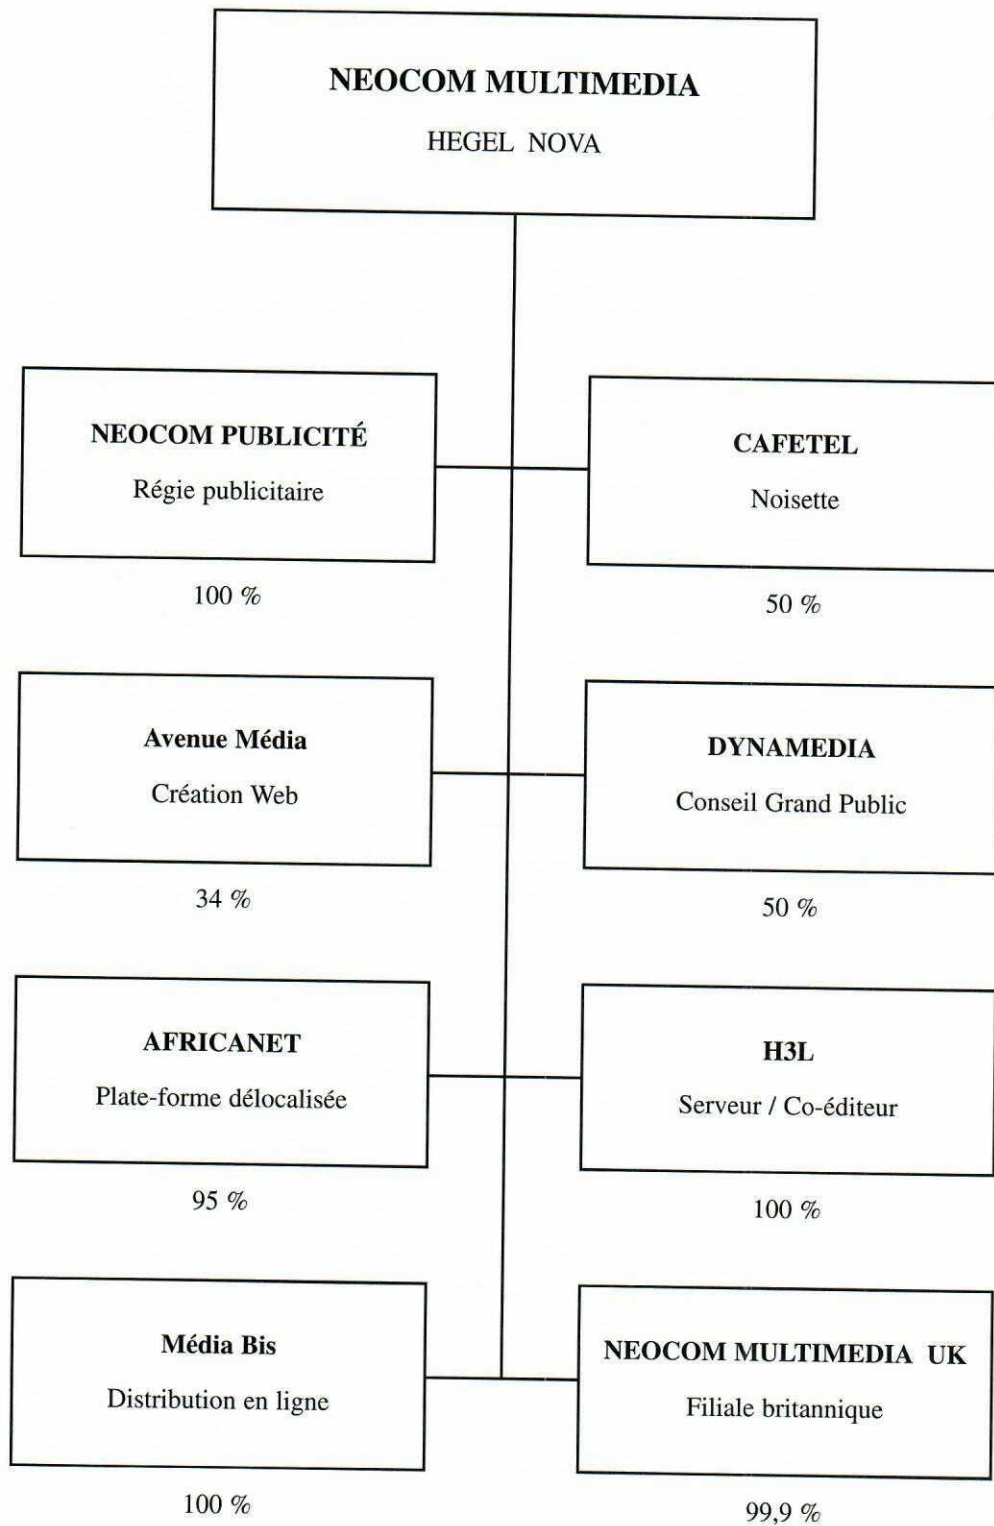 NEOCOM MULTIMEDIA
HEGEL NOVA
NEOCOM PUBLICITÉ
Régie publicitaire
100 %
CAFETEL
Noisette
50 %
Avenue Média
Création Web
34 %
DYNAMEDIA
Conseil Grand Public
50 %
AFRICANET
Plate-forme délocalisée
95 %
H3L
Serveur / Co-éditeur
100 %
Média Bis
Distribution en ligne
100 %
NEOCOM MULTIMEDIA UK
Filiale britannique
99,9 %